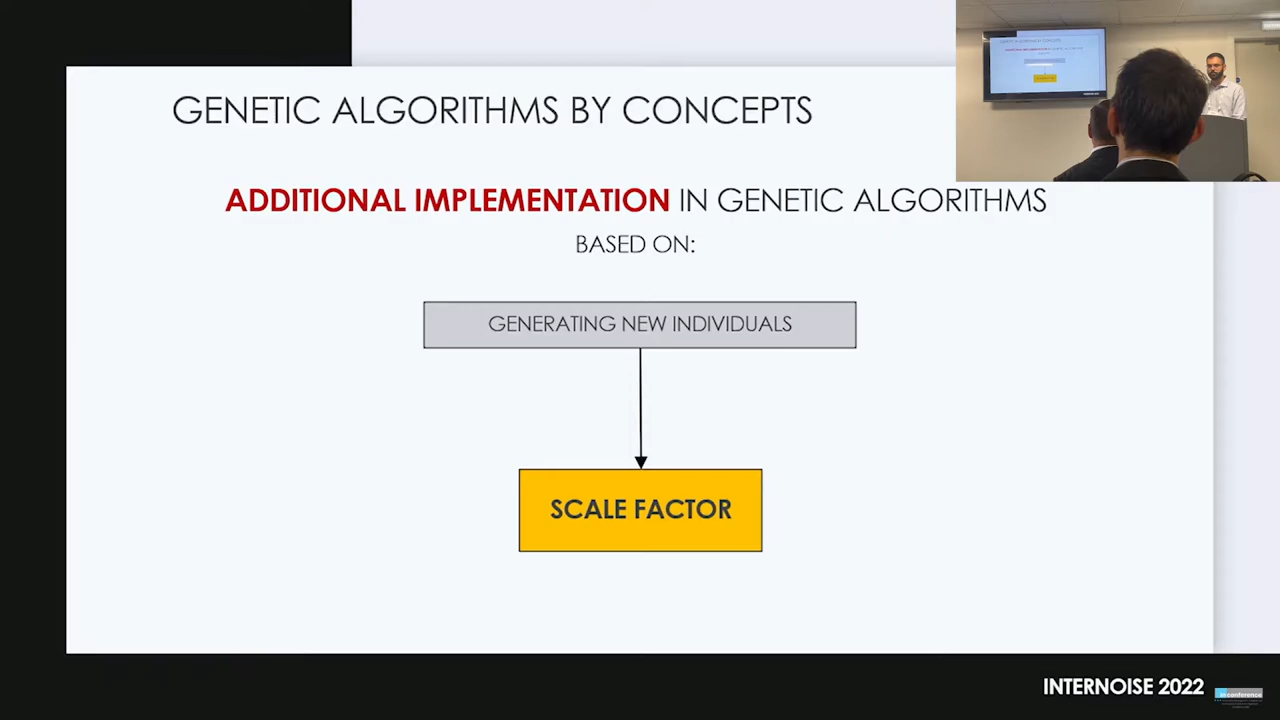 GENETIC ALGORITHMS BY CONCEPTS
ADDITIONAL IMPLEMENTATION IN GENETIC ALGORITHMS
BASED ON:
GENERATING NEW INDIVIDUALS
SCALE FACTOR
INTERNOISE 2022